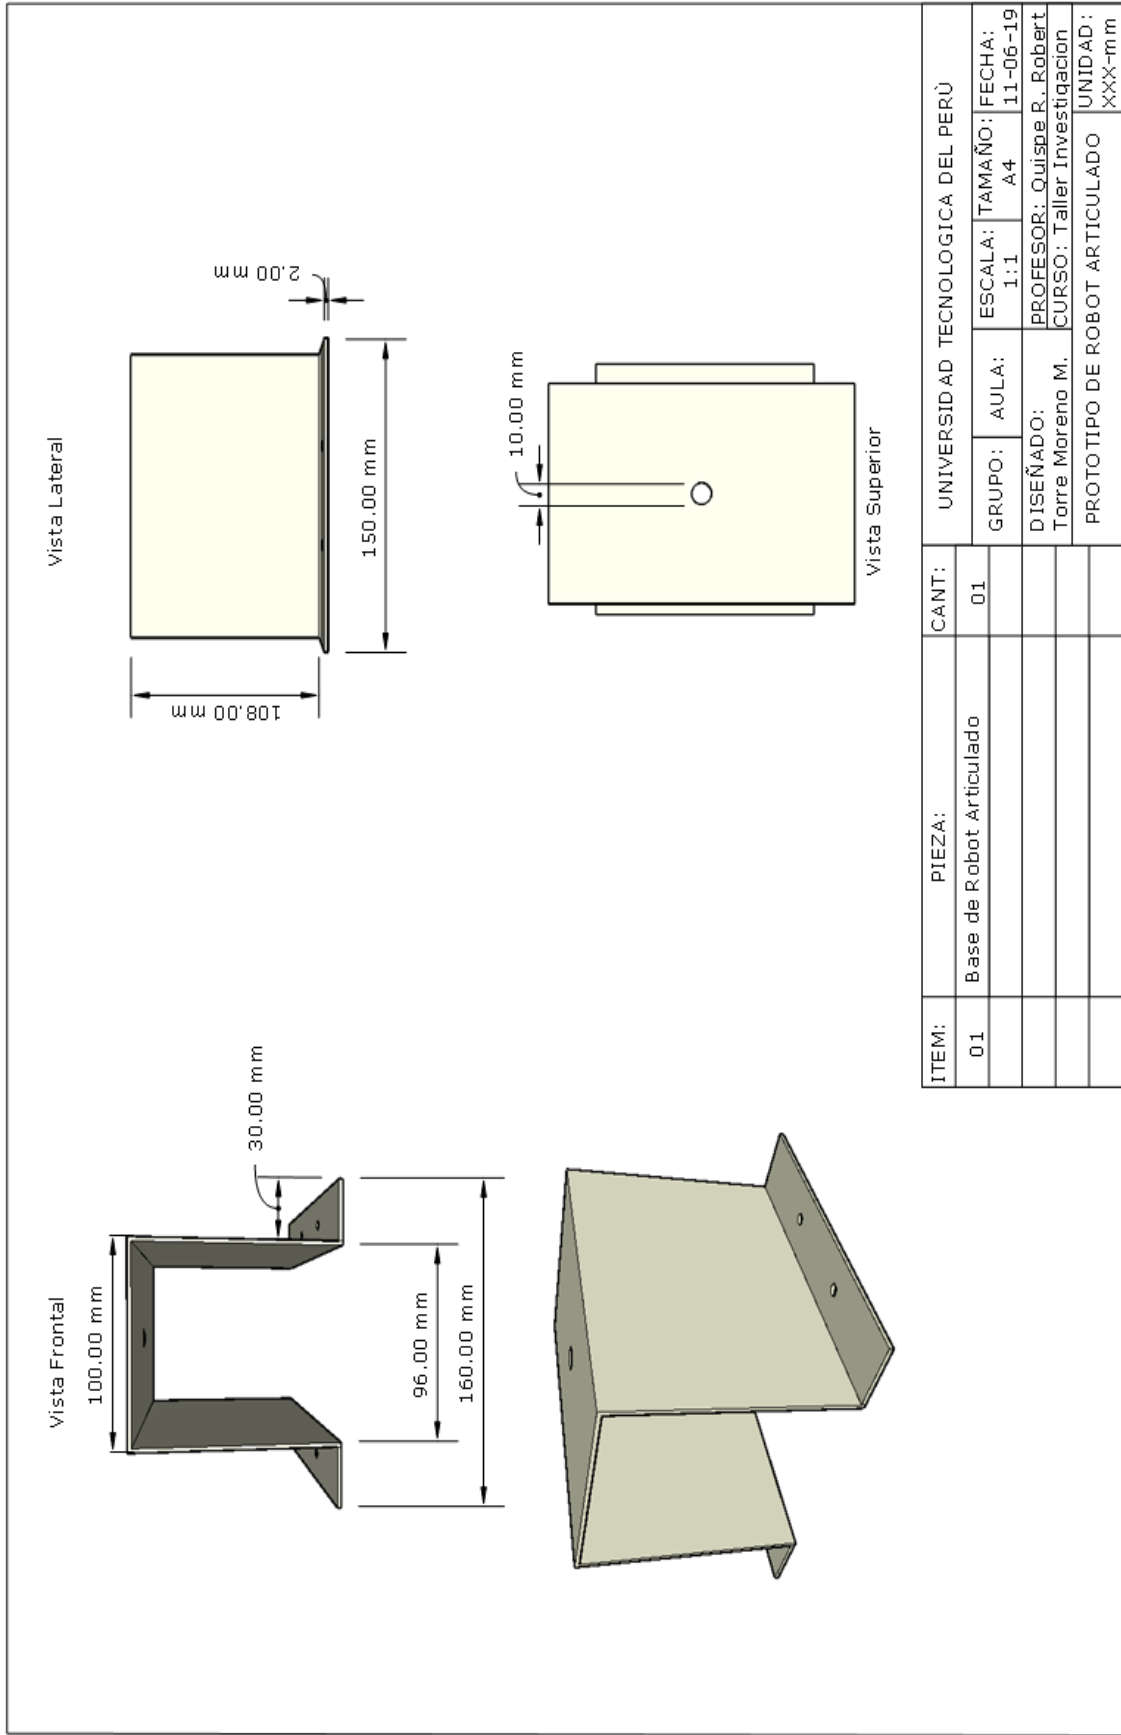 Vista Frontal
100.00 mm
30.00 mm
96.00 mm
160.00 mm
Vista Lateral
108.00 mm
2.00 mm
150.00 mm
10.00 mm
Vista Superior
ITEM:
PIEZA:
CANT:
01
Base de Robot Articulado
01
UNIVERSIDAD TECNOLOGICA DEL PERÙ
GRUPO:
AULA:
ESCALA:
1:1
TAMAÑO:
A4
FECHA:
11-06-19
DISEÑADO:
Torre Moreno M.
PROFESOR: Quispe R. Robert
CURSO: Taller Investigacion
PROTOTIPO DE ROBOT ARTICULADO
UNIDAD:
XXX-mm